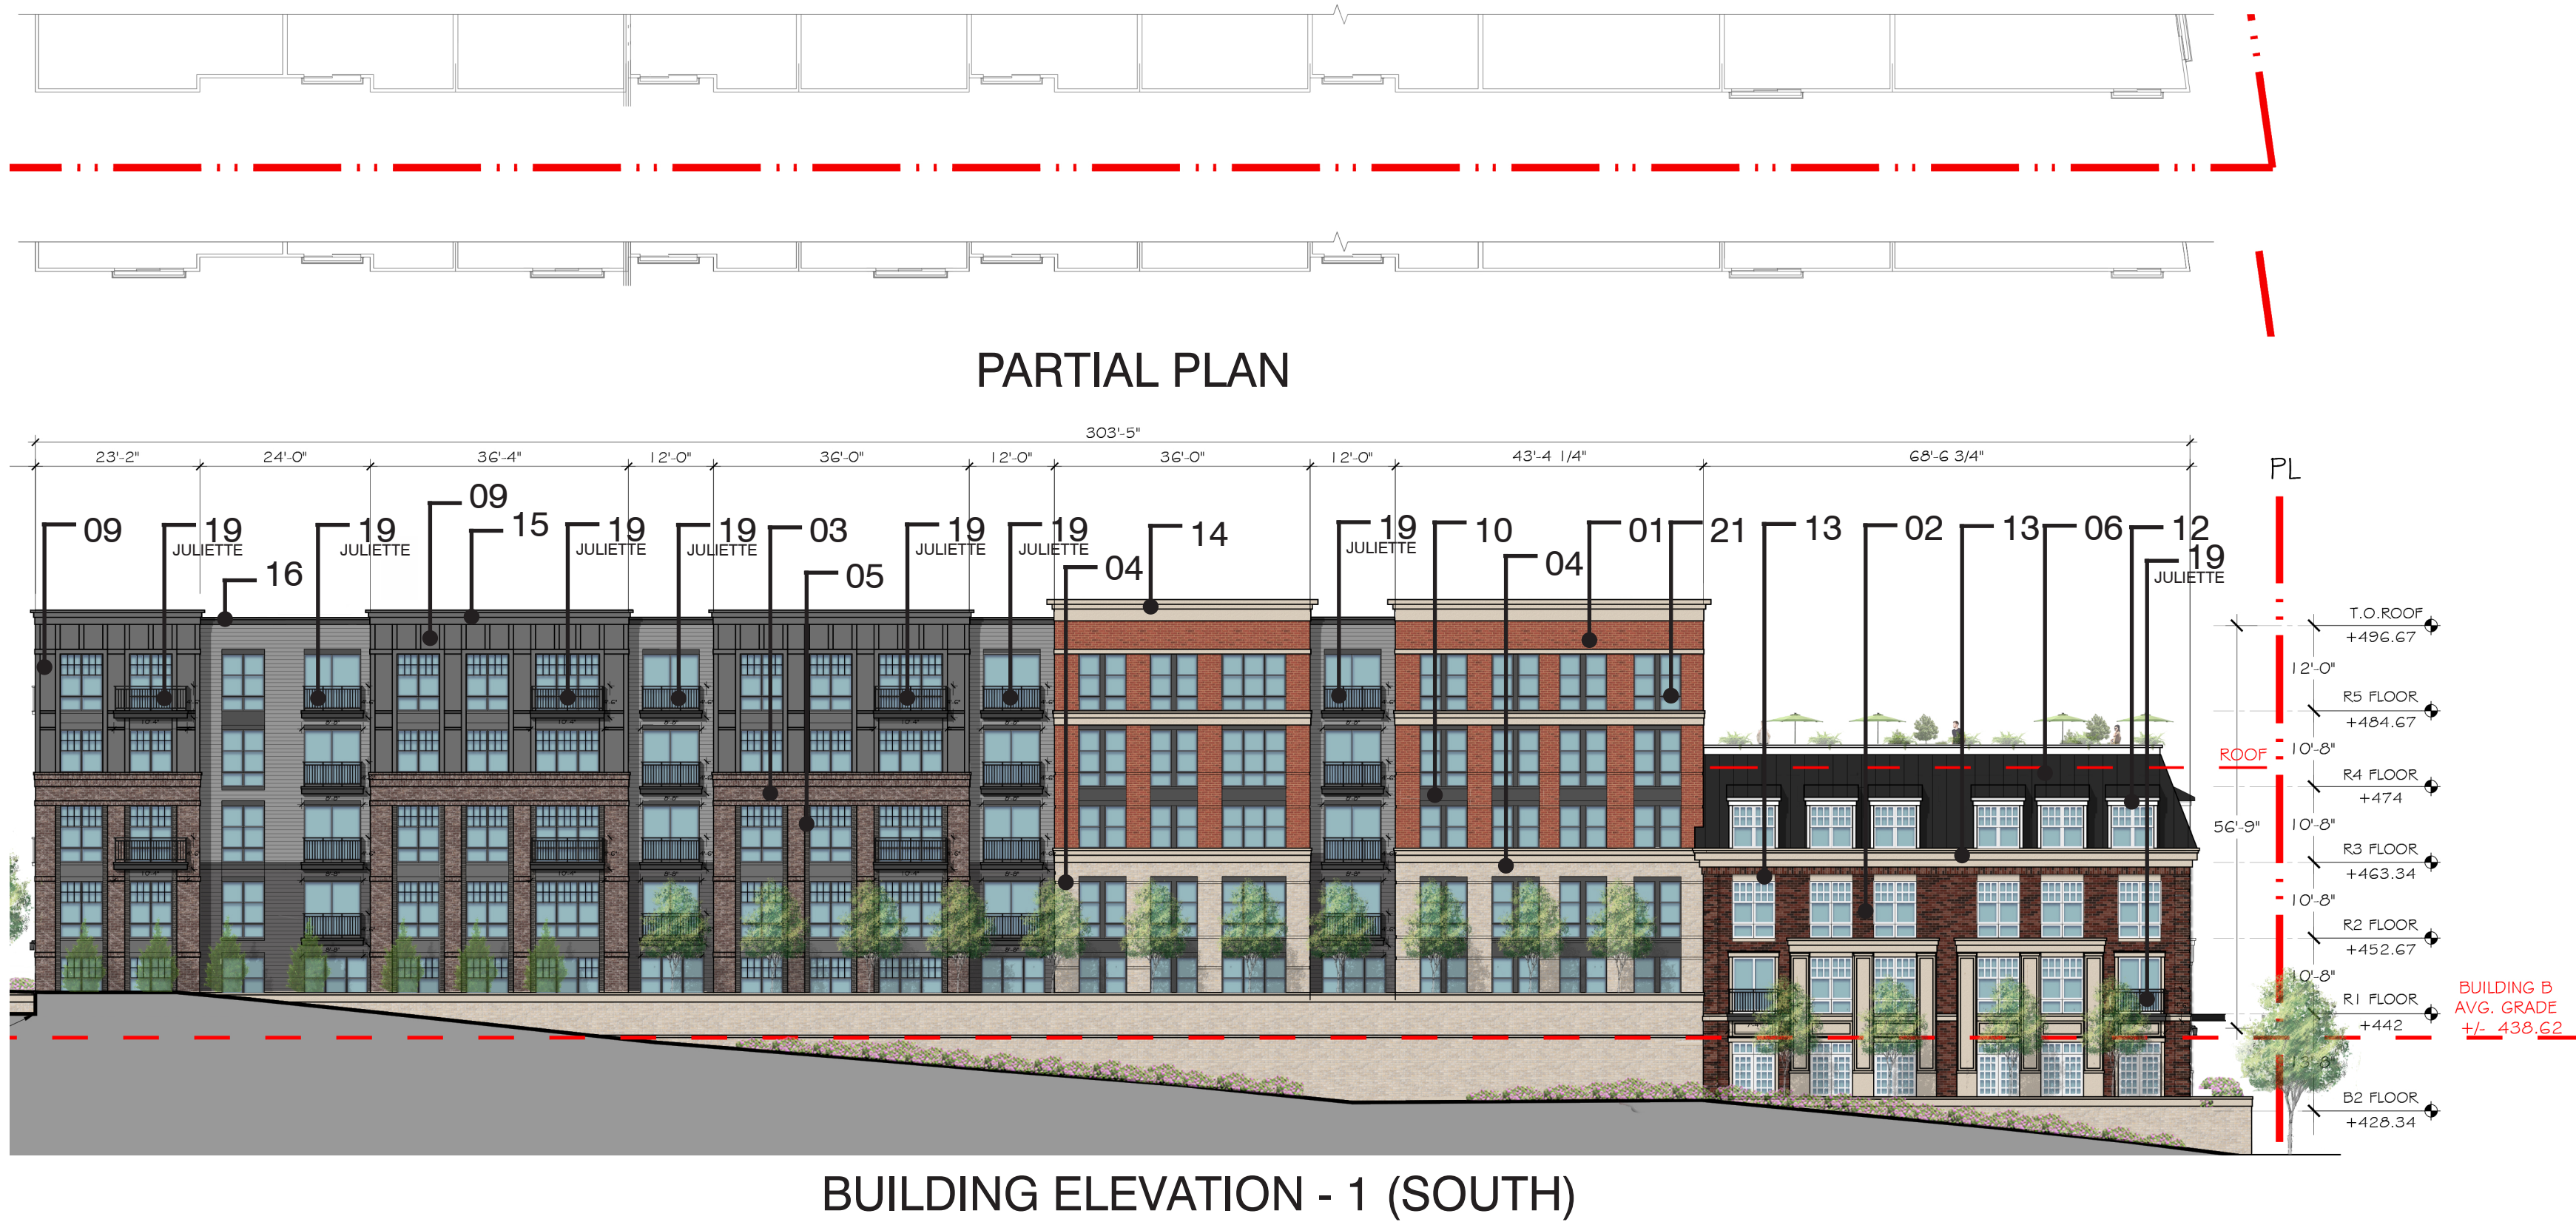 PARTIAL PLAN
303'-5"
23'-2" 24'-0" 36'-4" 12'-0" 36'-0" 12'-0" 36'-0" 12'-0" 43'-4 1/4" 68'-6 3/4"
PL
09
09
19
JULIETTE
16
19
JULIETTE
15
19
JULIETTE
19
JULIETTE
03
05
19
JULIETTE
19
JULIETTE
04
14
19
JULIETTE
10
04
01
21
13
02
13
06
12
19
JULIETTE
T.O.ROOF
+496.67
12'-0"
R5 FLOOR
+484.67
ROOF
10'-8"
R4 FLOOR
+474
56'-9"
10'-8"
R3 FLOOR
+463.34
10'-8"
R2 FLOOR
+452.67
10'-8"
R1 FLOOR
+442
BUILDING B
AVG. GRADE
+/- 438.62
B2 FLOOR
+428.34
BUILDING ELEVATION - 1 (SOUTH)